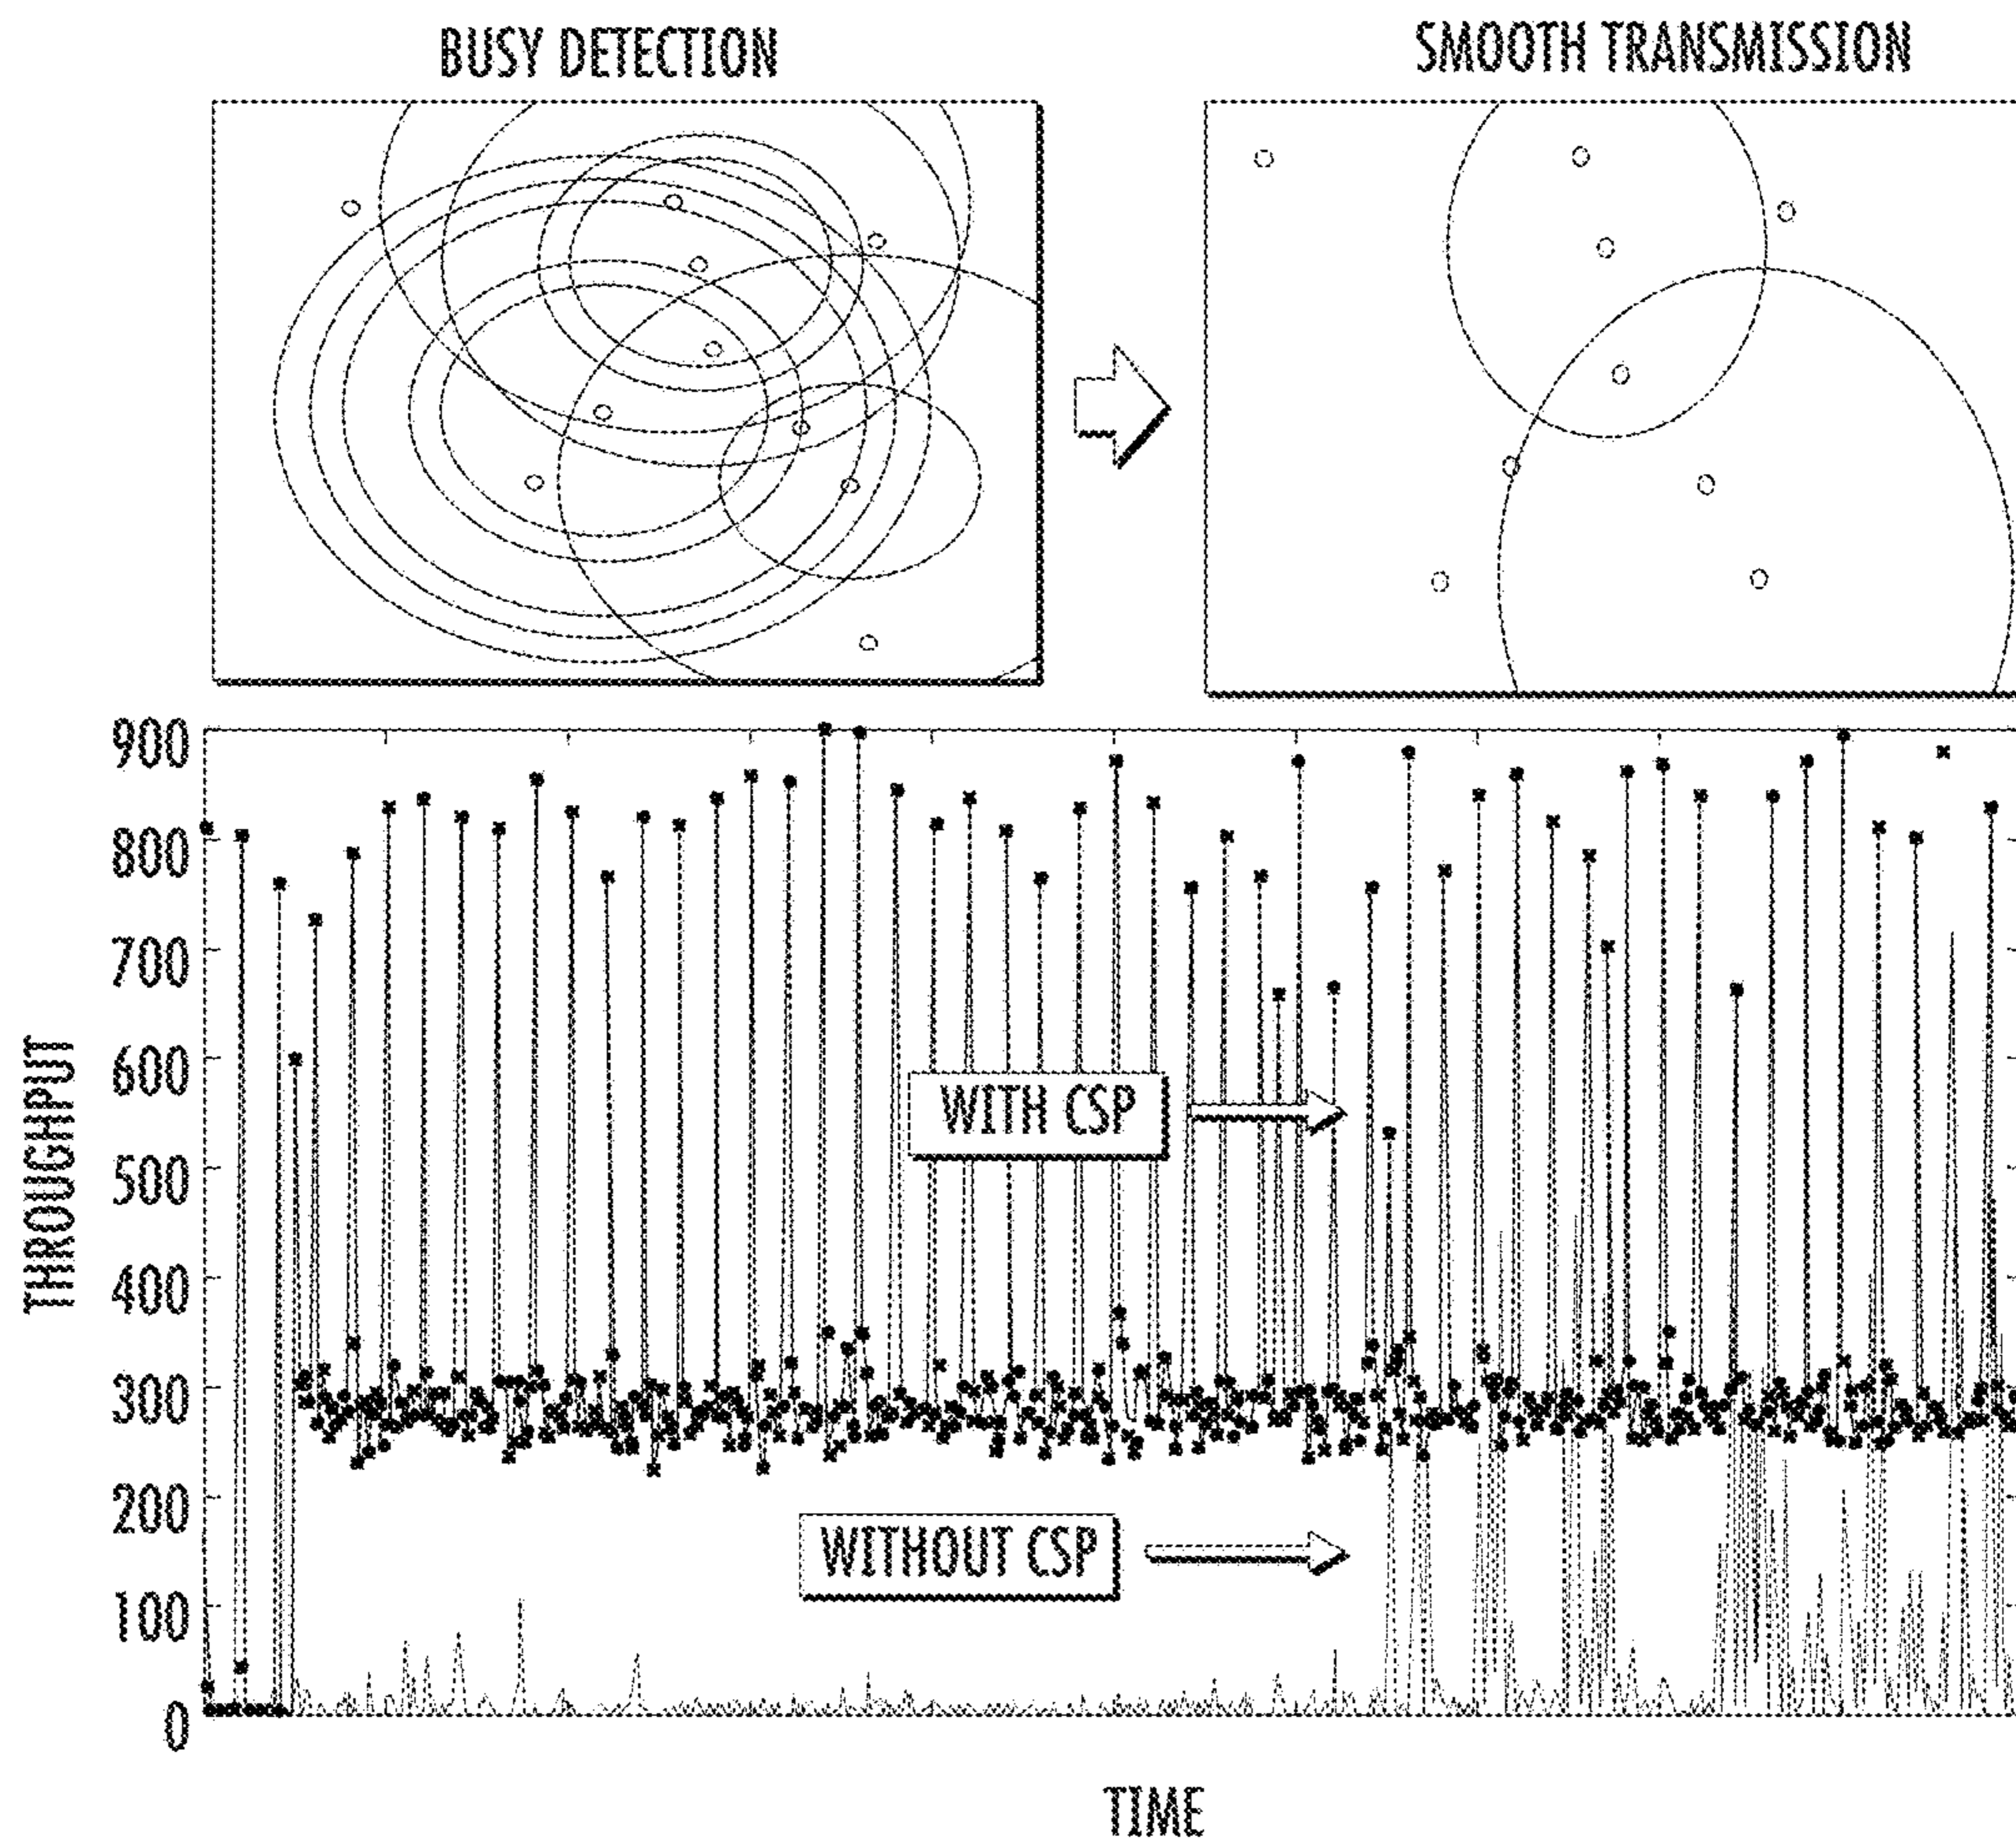 BUSY DETECTION
SMOOTH TRANSMISSION
THROUGHPUT
900
800
700
600
500
400
300
200
100
0
WITH CSP
WITHOUT CSP
TIME